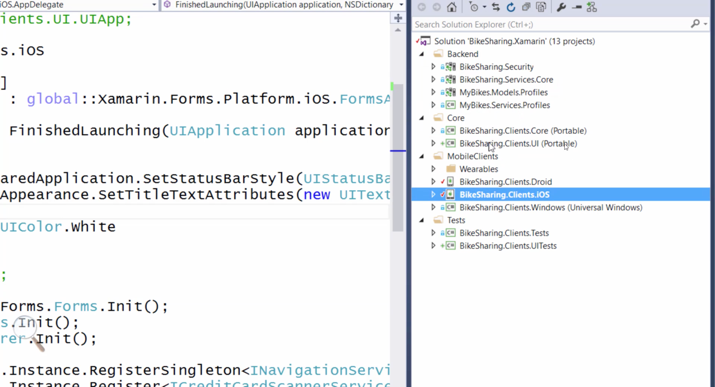 iOS.AppDelegate
FinishedLaunching(UIApplication application, NSDictionary
ients.UI.UIApp;
s.iOS
]
: global::Xamarin.Forms.Platform.iOS.FormsA
FinishedLaunching(UIApplication application
aredApplication.SetStatusBarStyle(UIStatusBa
Appearance.SetTitleTextAttributes(new UIText
UIColor.White
;
Forms.Forms.Init();
s.Init();
rer.Init();
.Instance.RegisterSingleton<INavigationServi
.Instance.Register<ICreditCardScannerService
Search Solution Explorer (Ctrl+;)
Solution 'BikeSharing.Xamarin' (13 projects)
Backend
BikeSharing.Security
BikeSharing.Services.Core
MyBikes.Models.Profiles
MyBikes.Services.Profiles
Core
BikeSharing.Clients.Core (Portable)
BikeSharing.Clients.UI (Portable)
MobileClients
Wearables
BikeSharing.Clients.Droid
BikeSharing.Clients.iOS
BikeSharing.Clients.Windows (Universal Windows)
Tests
BikeSharing.Clients.Tests
BikeSharing.Clients.UITests